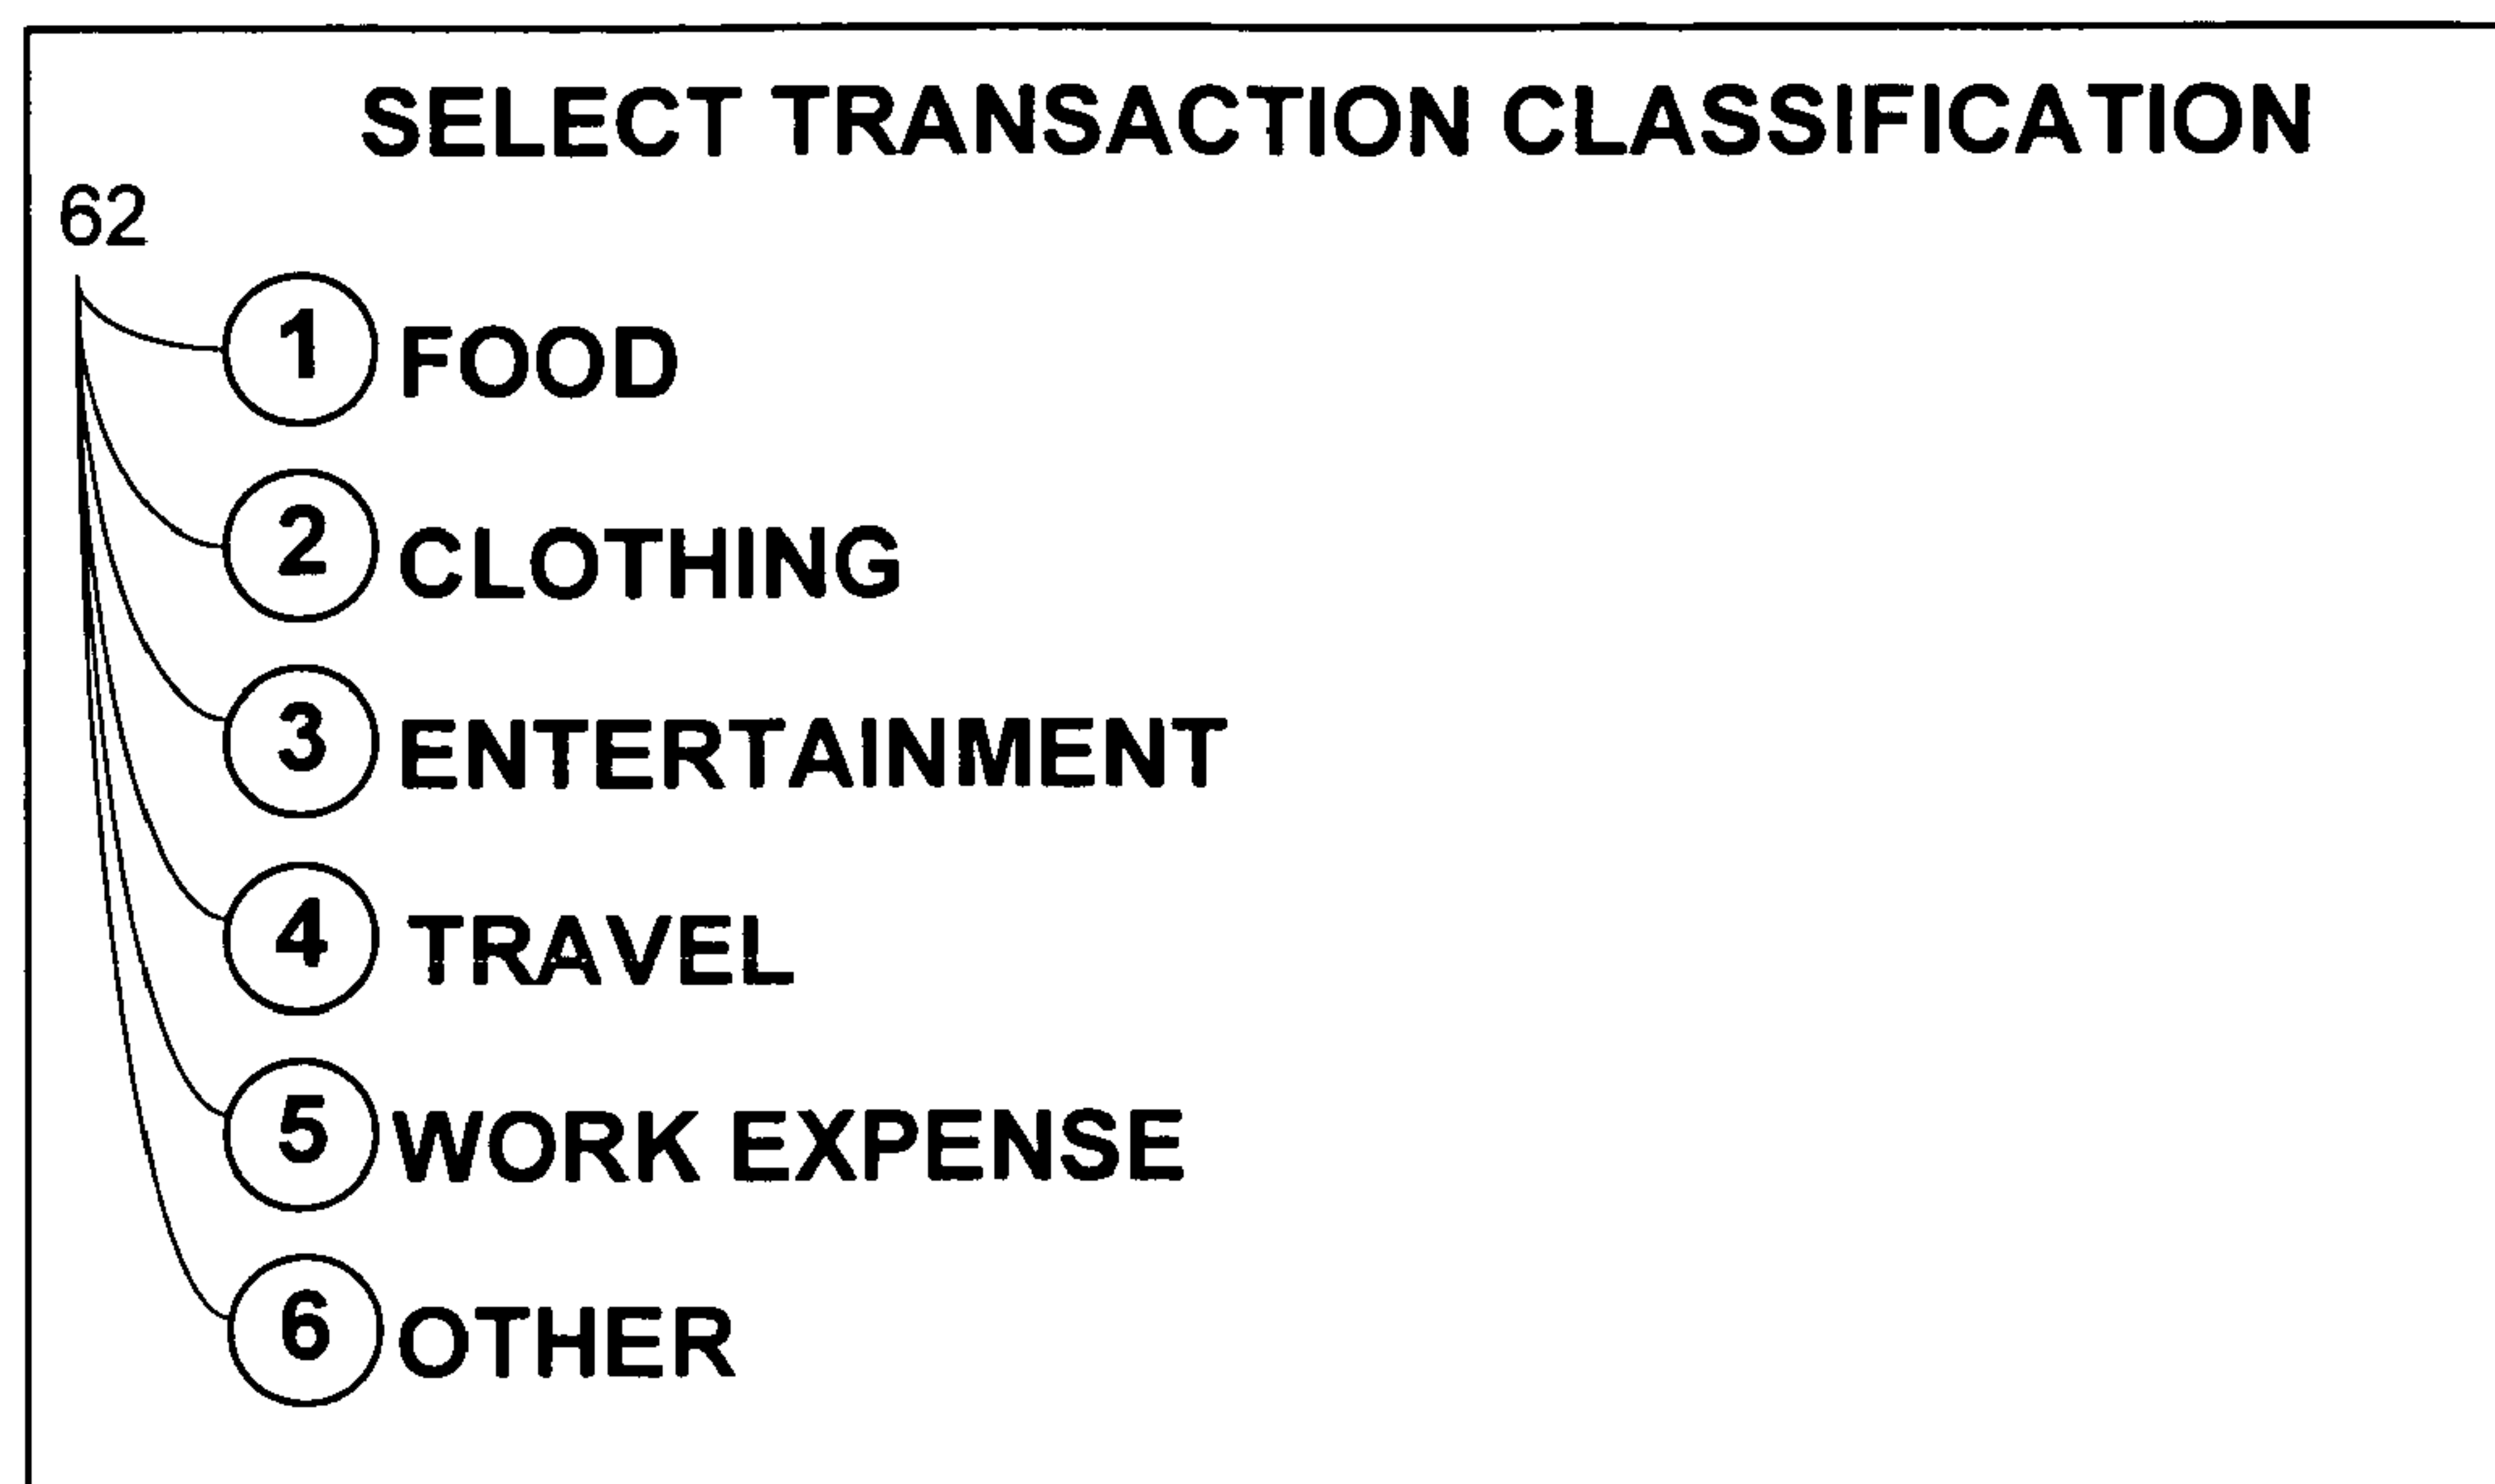 SELECT TRANSACTION CLASSIFICATION
62
1 FOOD
2 CLOTHING
3 ENTERTAINMENT
4 TRAVEL
5 WORK EXPENSE
6 OTHER